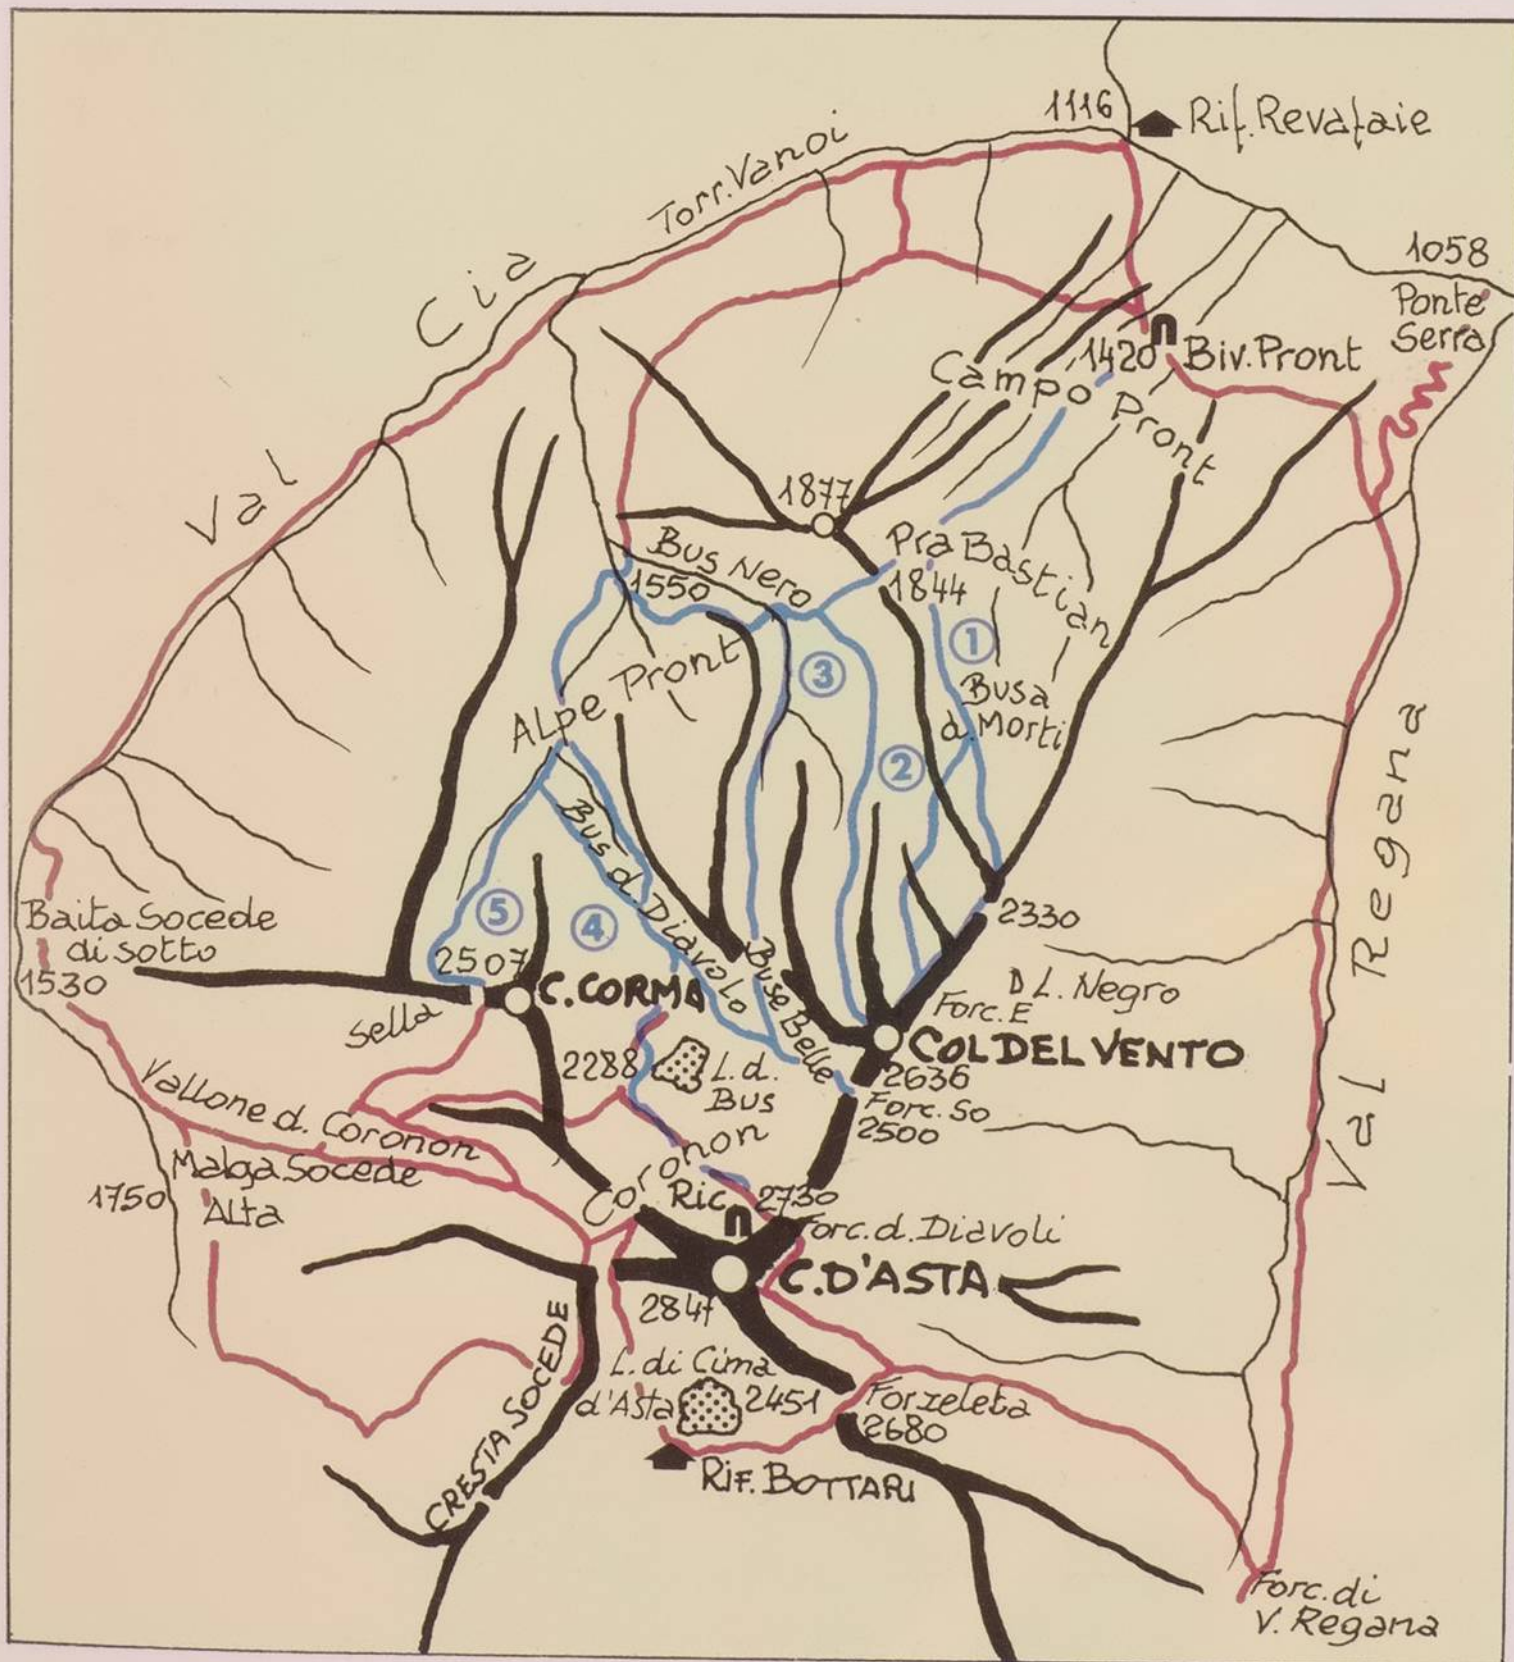 1116
Rif. Revafaie
Torr. Vanoi
Val Cia
1058
Ponte
Serra
1420
Biv. Pront
Campo Pront
1877
Pra Bastian
Bus Nero
1550
1844
1
Alpe Pront
3
Busa
d. Morti
2
Bus d. Diavolo
Val Regana
5
4
Baita Socede
di sotto
1530
2330
2507
C. CORMA
Buse Belle
D L. Negro
Forc. E
Sella
COL DEL VENTO
2636
2288
L. d.
Bus
Forc. So
2500
Vallone d. Coronon
Coronon
Malga Socede
Alta
1750
Ric.
2730
Forc. d. Diavoli
C. D'ASTA
2847
CRESTA SOCEDE
L. di Cima
d'Asta
2451
Forzeleta
2680
RIF. BOTTARI
Forc. di
V. Regana